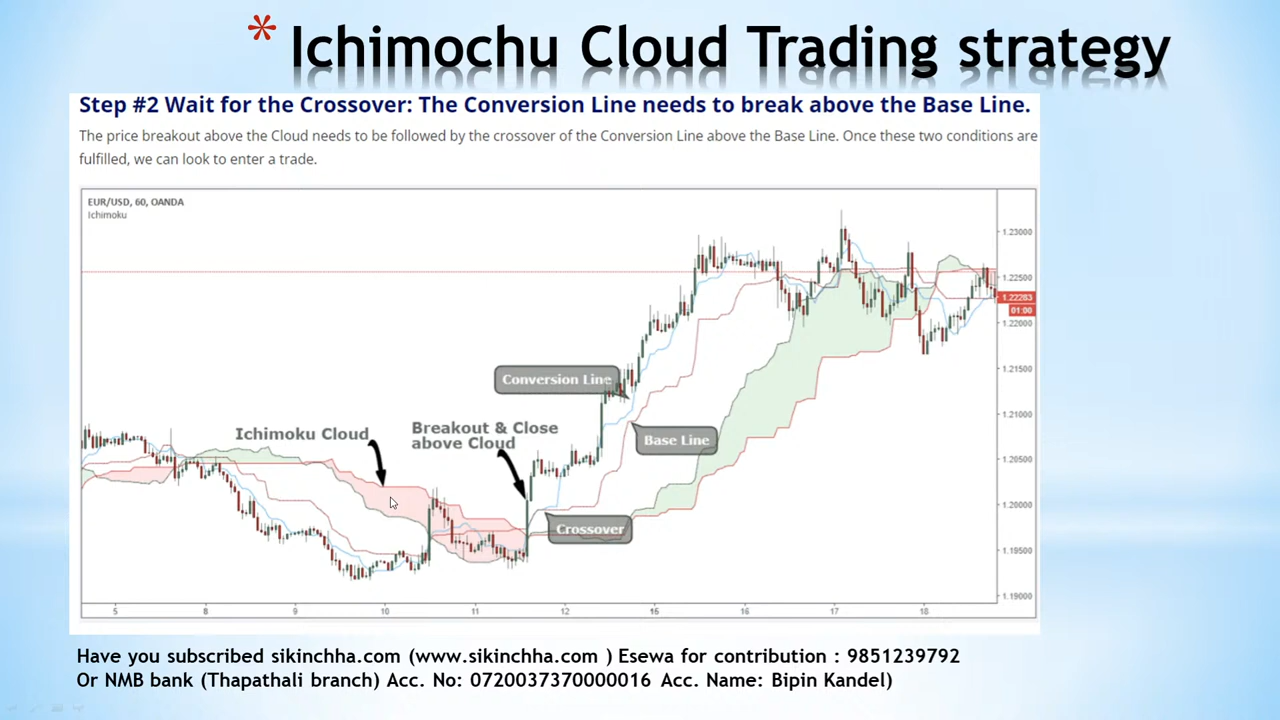 * Ichimochu Cloud Trading strategy
Step #2 Wait for the Crossover: The Conversion Line needs to break above the Base Line.
The price breakout above the Cloud needs to be followed by the crossover of the Conversion Line above the Base Line. Once these two conditions are
fulfilled, we can look to enter a trade.
EUR/USD, 60, OANDA
Ichimoku
1.23000
1.22500
1.22283
01:00
1.22000
1.21500
Conversion Line
1.21000
Ichimoku Cloud
Breakout & Close
above Cloud
Base Line
1.20500
1.20000
Crossover
1.19500
1.19000
5 8 9 10 11 12 15 16 17 18
Have you subscribed sikinchha.com (www.sikinchha.com ) Esewa for contribution : 9851239792
Or NMB bank (Thapathali branch) Acc. No: 0720037370000016 Acc. Name: Bipin Kandel)